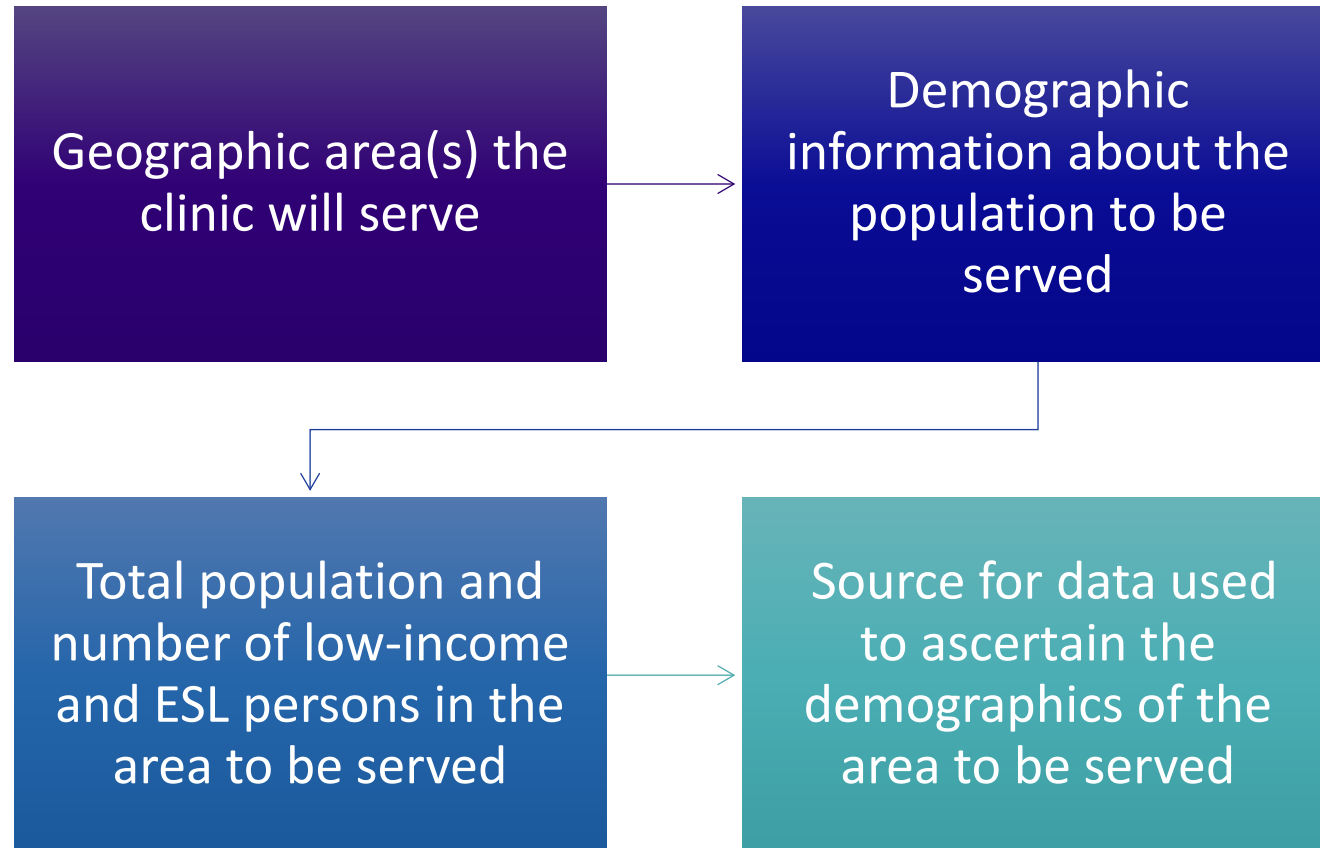 Geographic area(s) the
clinic will serve
Demographic
information about the
population to be
served
Total population and
number of low-income
and ESL persons in the
area to be served
Source for data used
to ascertain the
demographics of the
area to be served